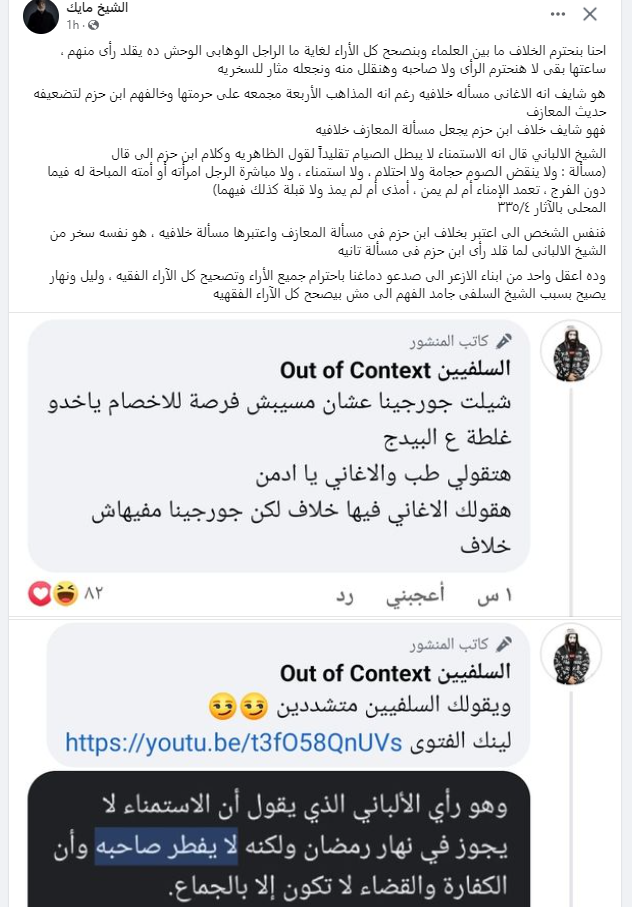 الشيخ مايك
1h
احنا بنحترم الخلاف ما بين العلماء وبنصحح كل الأراء لغاية ما الراجل الوهابى الوحش ده يقلد رأى منهم ،
ساعتها بقى لا هنحترم الرأى ولا صاحبه وهنقلل منه ونجعله مثار للسخريه
هو شايف انه الاغانى مسأله خلافيه رغم انه المذاهب الأربعة مجمعه على حرمتها وخالفهم ابن حزم لتضعيفه
حديث المعازف
فهو شايف خلاف ابن حزم يجعل مسألة المعازف خلافيه
الشيخ الالباني قال انه الاستمناء لا يبطل الصيام تقليداً لقول الظاهريه وكلام ابن حزم الى قال
(مسألة : ولا ينقض الصوم حجامة ولا احتلام ، ولا استمناء ، ولا مباشرة الرجل امرأته أو أمته المباحة له فيما
دون الفرج ، تعمد الإمناء أم لم يمن ، أمذى أم لم يمذ ولا قبلة كذلك فيهما)
المحلى بالآثار ٣٣٥/٤
فنفس الشخص الى اعتبر بخلاف ابن حزم فى مسألة المعازف واعتبرها مسألة خلافيه ، هو نفسه سخر من
الشيخ الالبانى لما قلد رأى ابن حزم فى مسألة تانيه
وده اعقل واحد من ابناء الازعر الى صدعو دماغنا باحترام جميع الأراء وتصحيح كل الآراء الفقيه ، وليل ونهار
يصيح بسبب الشيخ السلفى جامد الفهم الى مش بيصحح كل الآراء الفقهيه
كاتب المنشور
السلفيين Out of Context
شيلت جورجينا عشان مسيبش فرصة للاخصام ياخدو
غلطة ع البيدج
هتقولي طب والاغاني يا ادمن
هقولك الاغاني فيها خلاف لكن جورجينا مفيهاش
خلاف
١ س أعجبني رد ٨٢
كاتب المنشور
السلفيين Out of Context
ويقولك السلفيين متشددين 😏😏
لينك الفتوى https://youtu.be/t3fO58QnUVs
وهو رأي الألباني الذي يقول أن الاستمناء لا
يجوز في نهار رمضان ولكنه لا يفطر صاحبه وأن
الكفارة والقضاء لا تكون إلا بالجماع.